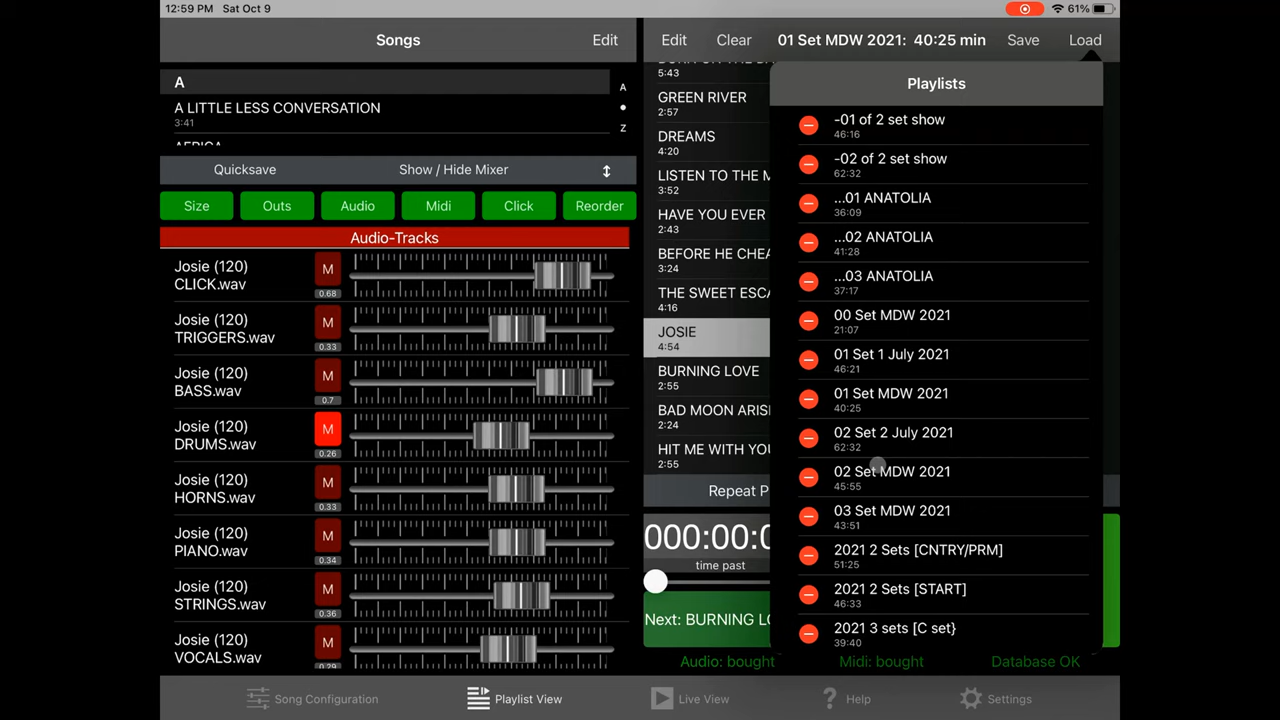 12:59 PM Sat Oct 9
61%
Songs
Edit
A
A LITTLE LESS CONVERSATION
3:41
AFRICA
A
Z
Quicksave
Show / Hide Mixer
Size
Outs
Audio
Midi
Click
Reorder
Audio-Tracks
Josie (120)
CLICK.wav
M
0.68
Josie (120)
TRIGGERS.wav
M
0.33
Josie (120)
BASS.wav
M
0.7
Josie (120)
DRUMS.wav
M
0.26
Josie (120)
HORNS.wav
M
0.33
Josie (120)
PIANO.wav
M
0.34
Josie (120)
STRINGS.wav
M
0.36
Josie (120)
VOCALS.wav
M
0.29
Edit
Clear
01 Set MDW 2021: 40:25 min
Save
Load
5:43
GREEN RIVER
2:57
DREAMS
4:20
LISTEN TO THE M
3:52
HAVE YOU EVER
2:43
BEFORE HE CHEA
3:24
THE SWEET ESCA
4:16
JOSIE
4:54
BURNING LOVE
2:55
BAD MOON ARIS
2:24
HIT ME WITH YOU
2:55
Repeat P
000:00:0
time past
Next: BURNING LO
Audio: bought
Midi: bought
Database OK
Playlists
-01 of 2 set show
46:16
-02 of 2 set show
62:32
...01 ANATOLIA
36:09
...02 ANATOLIA
41:28
...03 ANATOLIA
37:17
00 Set MDW 2021
21:07
01 Set 1 July 2021
46:21
01 Set MDW 2021
40:25
02 Set 2 July 2021
62:32
02 Set MDW 2021
45:55
03 Set MDW 2021
43:51
2021 2 Sets [CNTRY/PRM]
51:25
2021 2 Sets [START]
46:33
2021 3 sets [C set}
39:40
Song Configuration
Playlist View
Live View
? Help
Settings